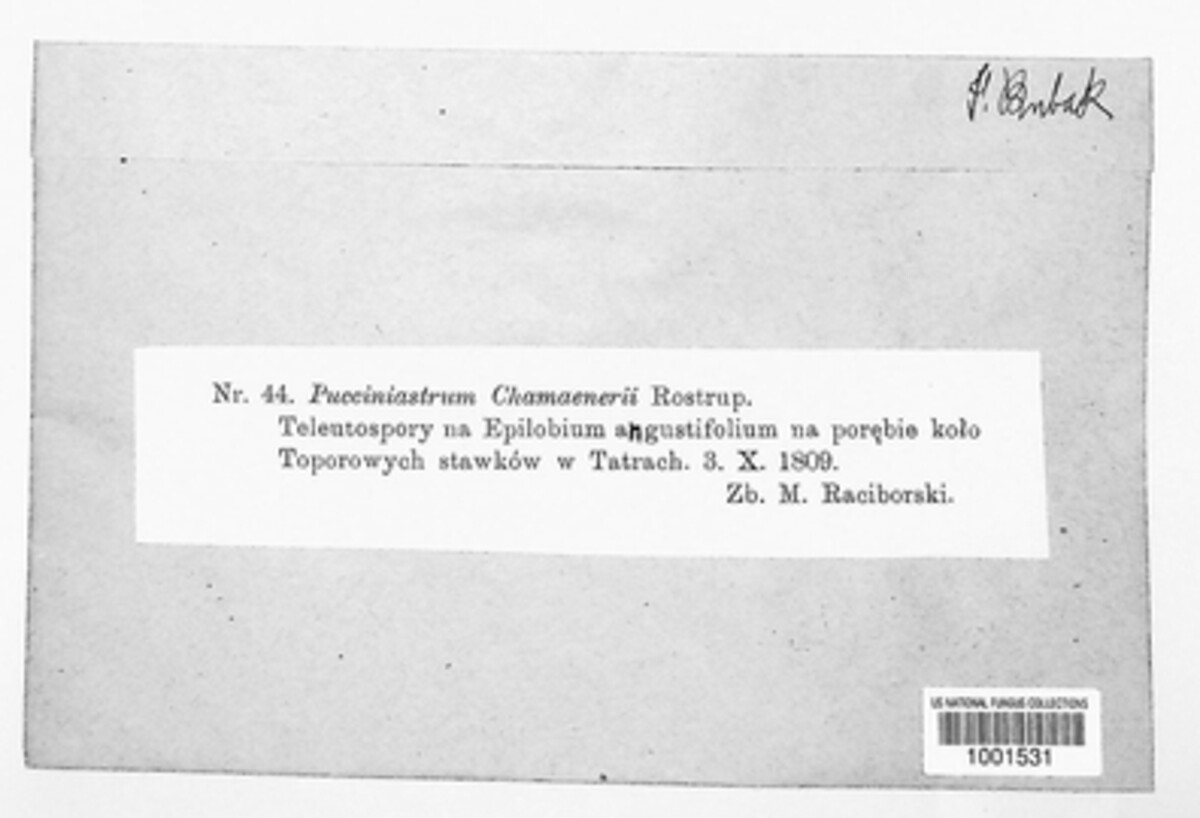 F. Bubák
Nr. 44. Pucciniastrum Chamaenerii Rostrup.
Teleutospory na Epilobium angustifolium na porębie koło
Toporowych stawków w Tatrach. 3. X. 1809.
Zb. M. Raciborski.
US NATIONAL FUNGUS COLLECTIONS
1001531